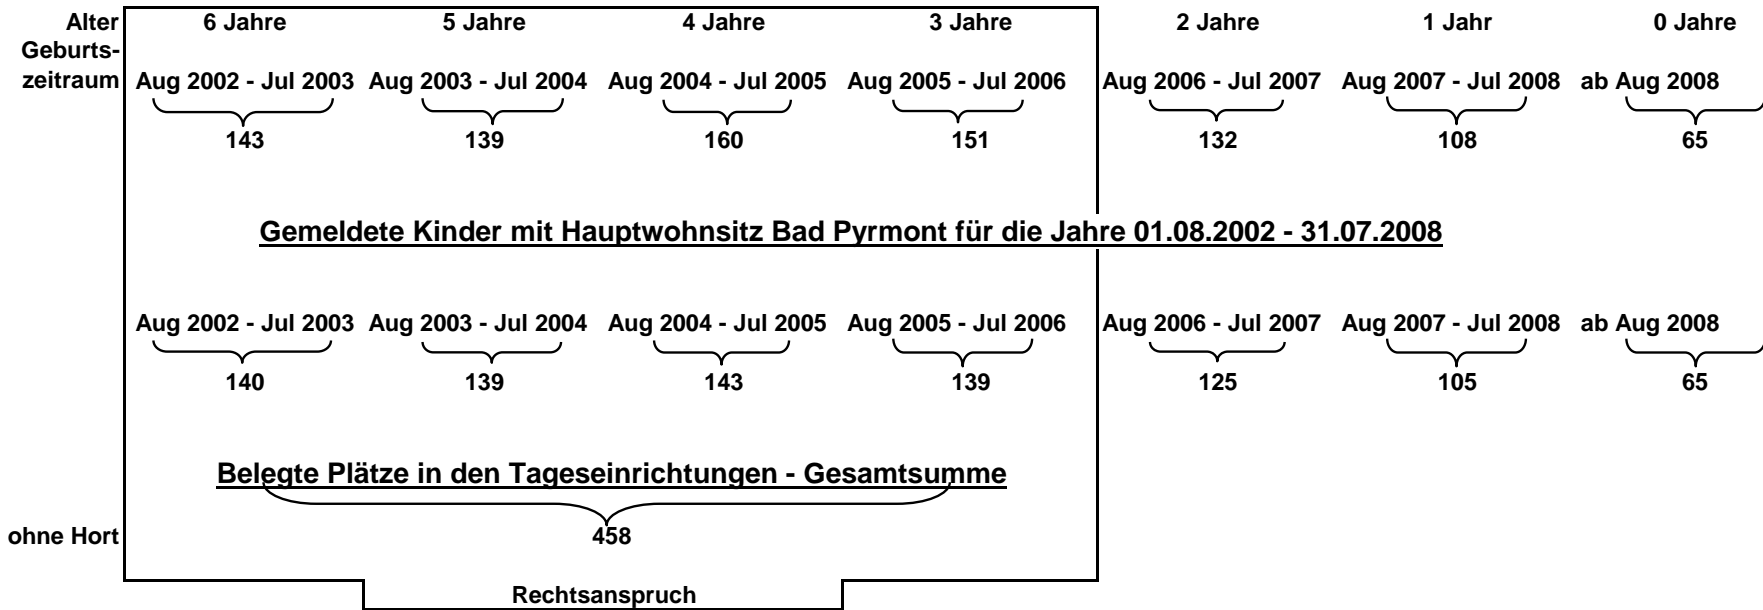 Alter 6 Jahre 5 Jahre 4 Jahre 3 Jahre 2 Jahre 1 Jahr 0 Jahre
Geburts-
zeitraum Aug 2002 - Jul 2003 Aug 2003 - Jul 2004 Aug 2004 - Jul 2005 Aug 2005 - Jul 2006 Aug 2006 - Jul 2007 Aug 2007 - Jul 2008 ab Aug 2008
143 139 160 151 132 108 65
Gemeldete Kinder mit Hauptwohnsitz Bad Pyrmont für die Jahre 01.08.2002 - 31.07.2008
Aug 2002 - Jul 2003 Aug 2003 - Jul 2004 Aug 2004 - Jul 2005 Aug 2005 - Jul 2006 Aug 2006 - Jul 2007 Aug 2007 - Jul 2008 ab Aug 2008
140 139 143 139 125 105 65
Belegte Plätze in den Tageseinrichtungen - Gesamtsumme
ohne Hort 458
Rechtsanspruch